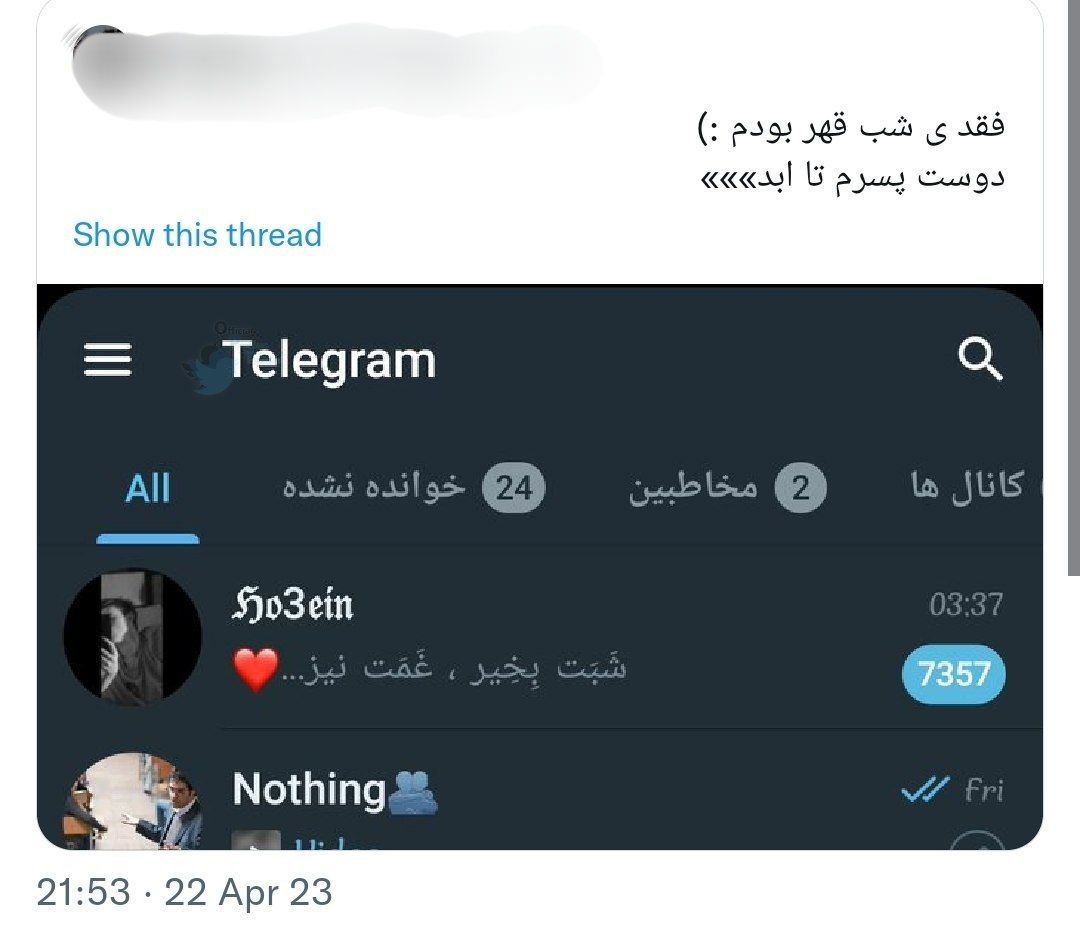 فقد ی شب قهر بودم :)
دوست پسرم تا ابد»»»
Show this thread
Telegram
All
خوانده نشده 24
مخاطبین 2
کانال ها
ℌo3ein
03:37
شَبَت بِخِیر ، غَمَت نیز...❤️
7357
Nothing🫂
Fri
Video
21:53 · 22 Apr 23